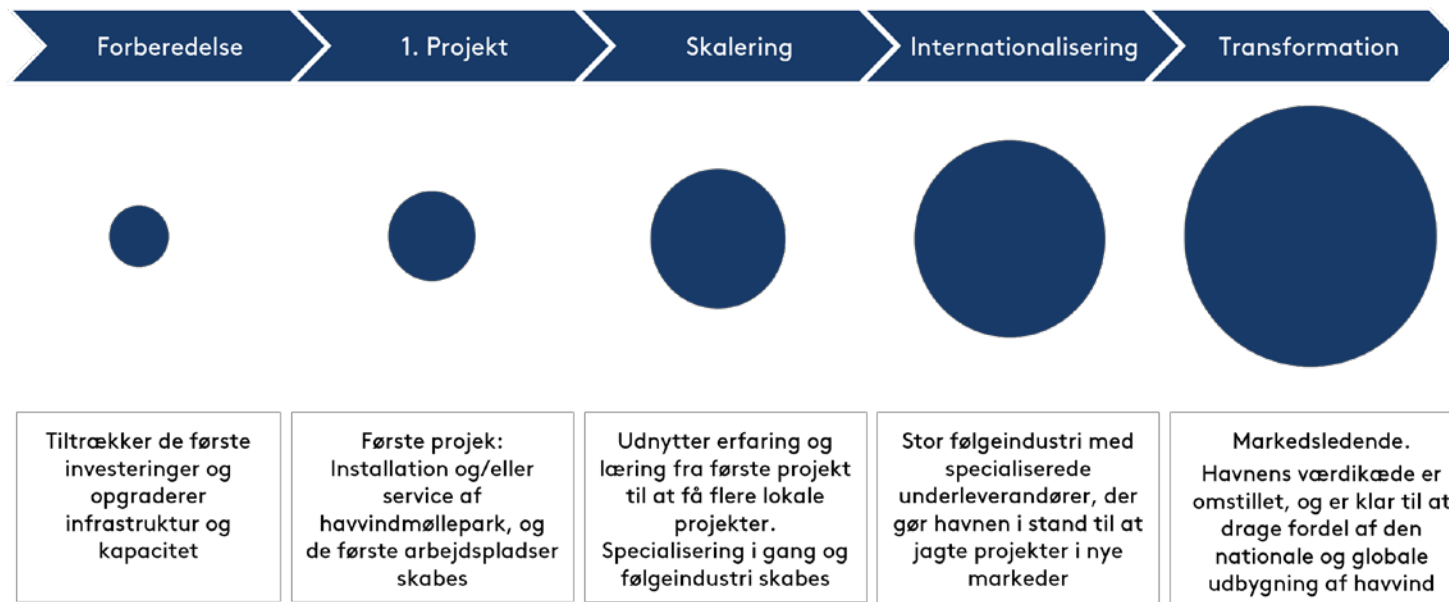 Forberedelse
1. Projekt
Skalering
Internationalisering
Transformation
Tiltrækker de første
investeringer og
opgraderer
infrastruktur og
kapacitet
Første projek:
Installation og/eller
service af
havvindmøllepark, og
de første arbejdspladser
skabes
Udnytter erfaring og
læring fra første projekt
til at få flere lokale
projekter.
Specialisering i gang og
følgeindustri skabes
Stor følgeindustri med
specialiserede
underleverandører, der
gør havnen i stand til at
jagte projekter i nye
markeder
Markedsledende.
Havnens værdikæde er
omstillet, og er klar til at
drage fordel af den
nationale og globale
udbygning af havvind